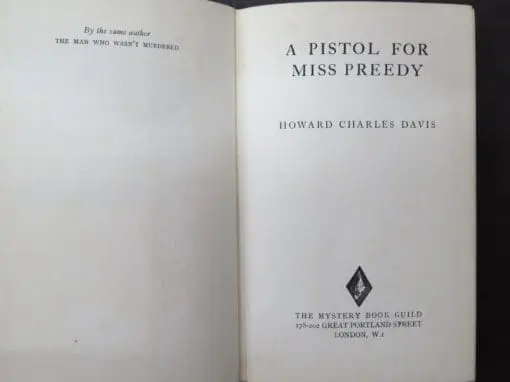 By the same author
THE MAN WHO WASN'T MURDERED
A PISTOL FOR
MISS PREEDY
HOWARD CHARLES DAVIS
THE MYSTERY BOOK GUILD
178-202 GREAT PORTLAND STREET
LONDON, W.1